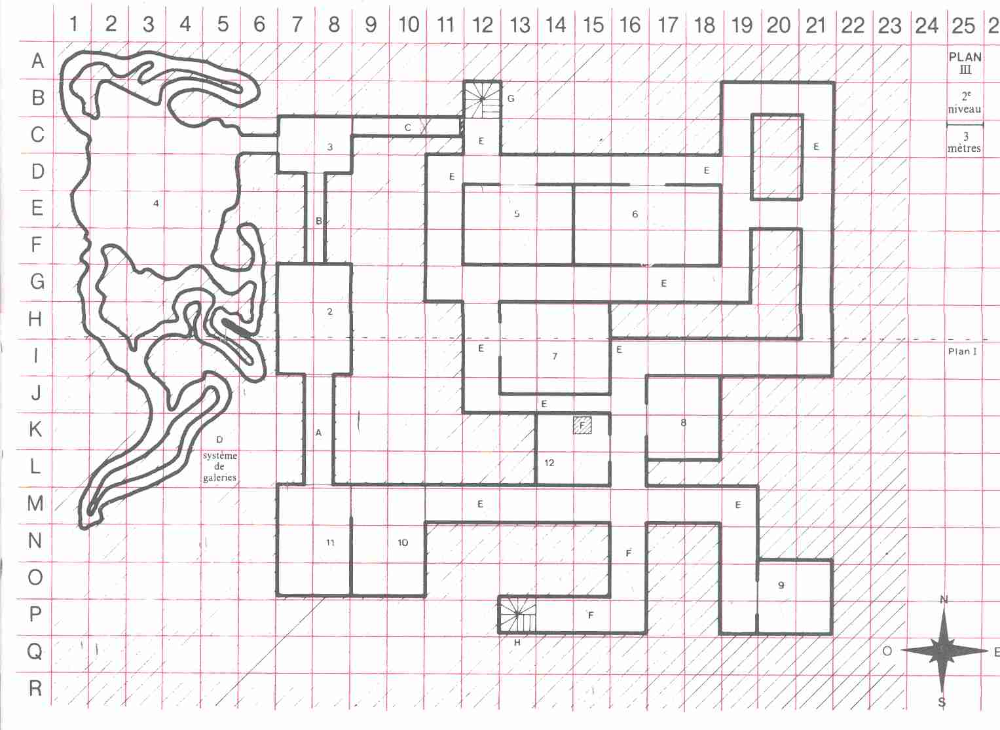 1 2 3 4 5 6 7 8 9 10 11 12 13 14 15 16 17 18 19 20 21 22 23 24 25 2
A
PLAN
III
B
G
2e
niveau
C
C
3
E
E
3
mètres
D
E
E
E
4
B
5
6
F
G
E
H
2
I
E
7
E
Plan I
J
E
K
A
F
8
D
système
de
galeries
L
12
M
E
E
N
11
10
F
O
9
N
P
F
H
Q
O
E
R
S